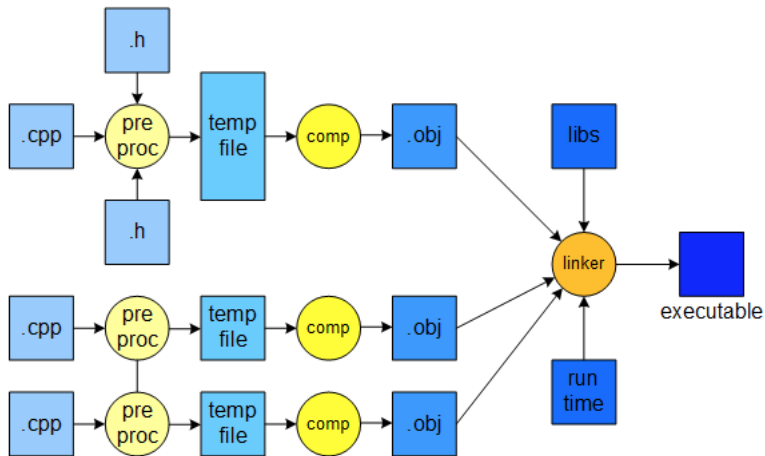 .h
.cpp
pre
proc
temp
file
comp
.obj
libs
.h
linker
executable
.cpp
pre
proc
temp
file
comp
.obj
run
time
.cpp
pre
proc
temp
file
comp
.obj